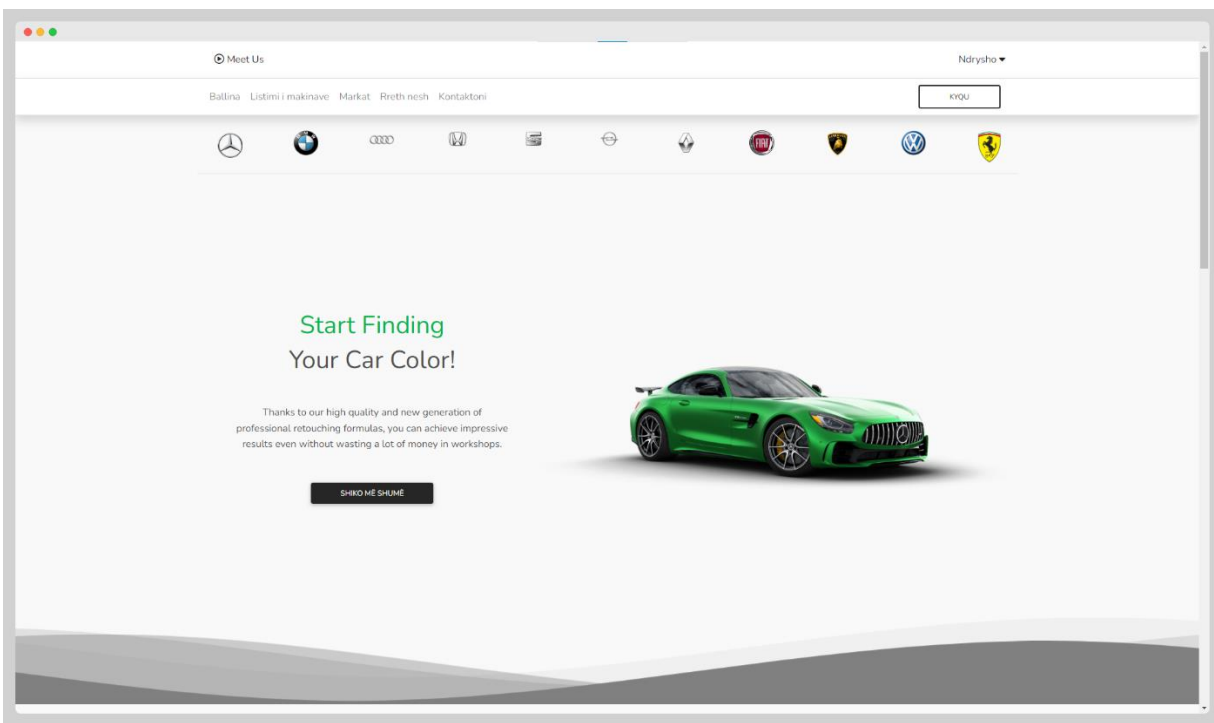 Meet Us
Ndrysho
Ballina Listimi i makinave Markat Rreth nesh Kontaktoni
KYQU
FIAT
Start Finding
Your Car Color!
Thanks to our high quality and new generation of
professional retouching formulas, you can achieve impressive
results even without wasting a lot of money in workshops.
SHIKO MË SHUMË